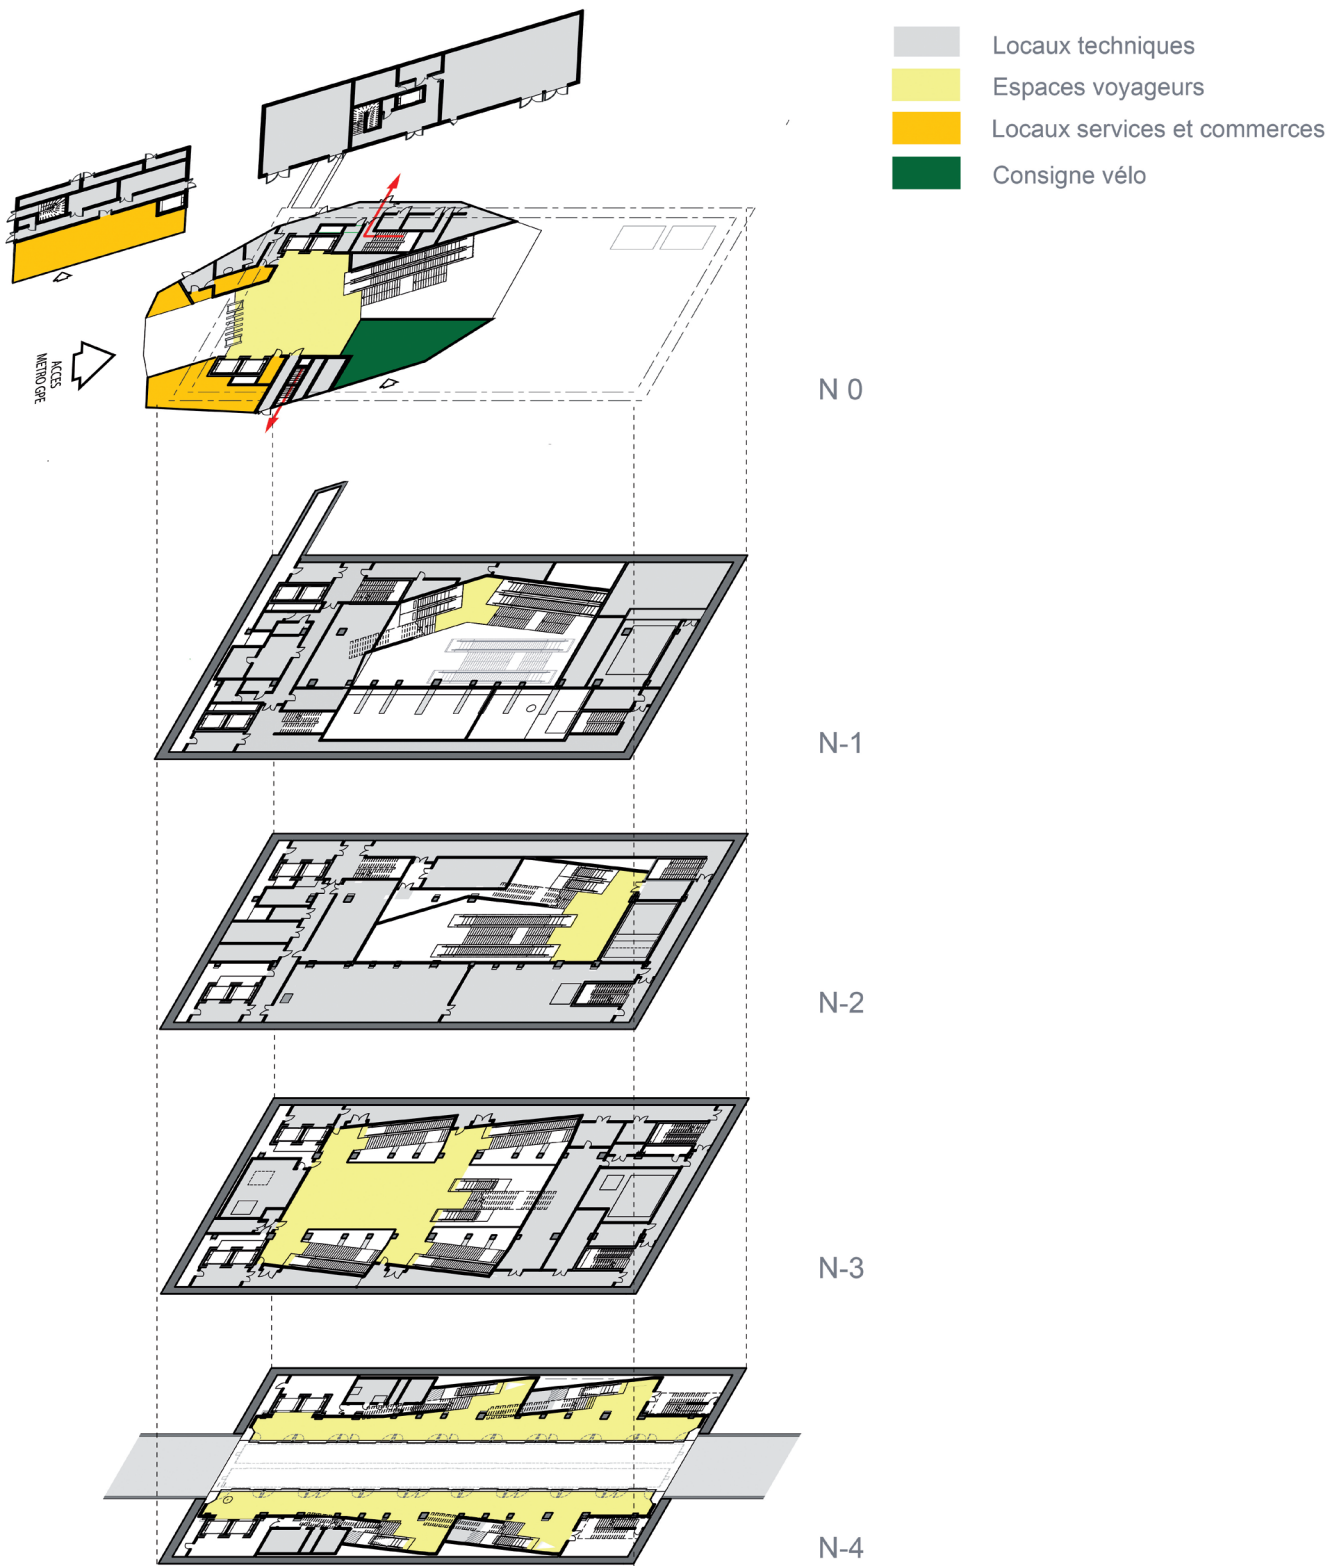 Locaux techniques
Espaces voyageurs
Locaux services et commerces
Consigne vélo
ACCES
METRO GPE
N 0
N-1
N-2
N-3
N-4